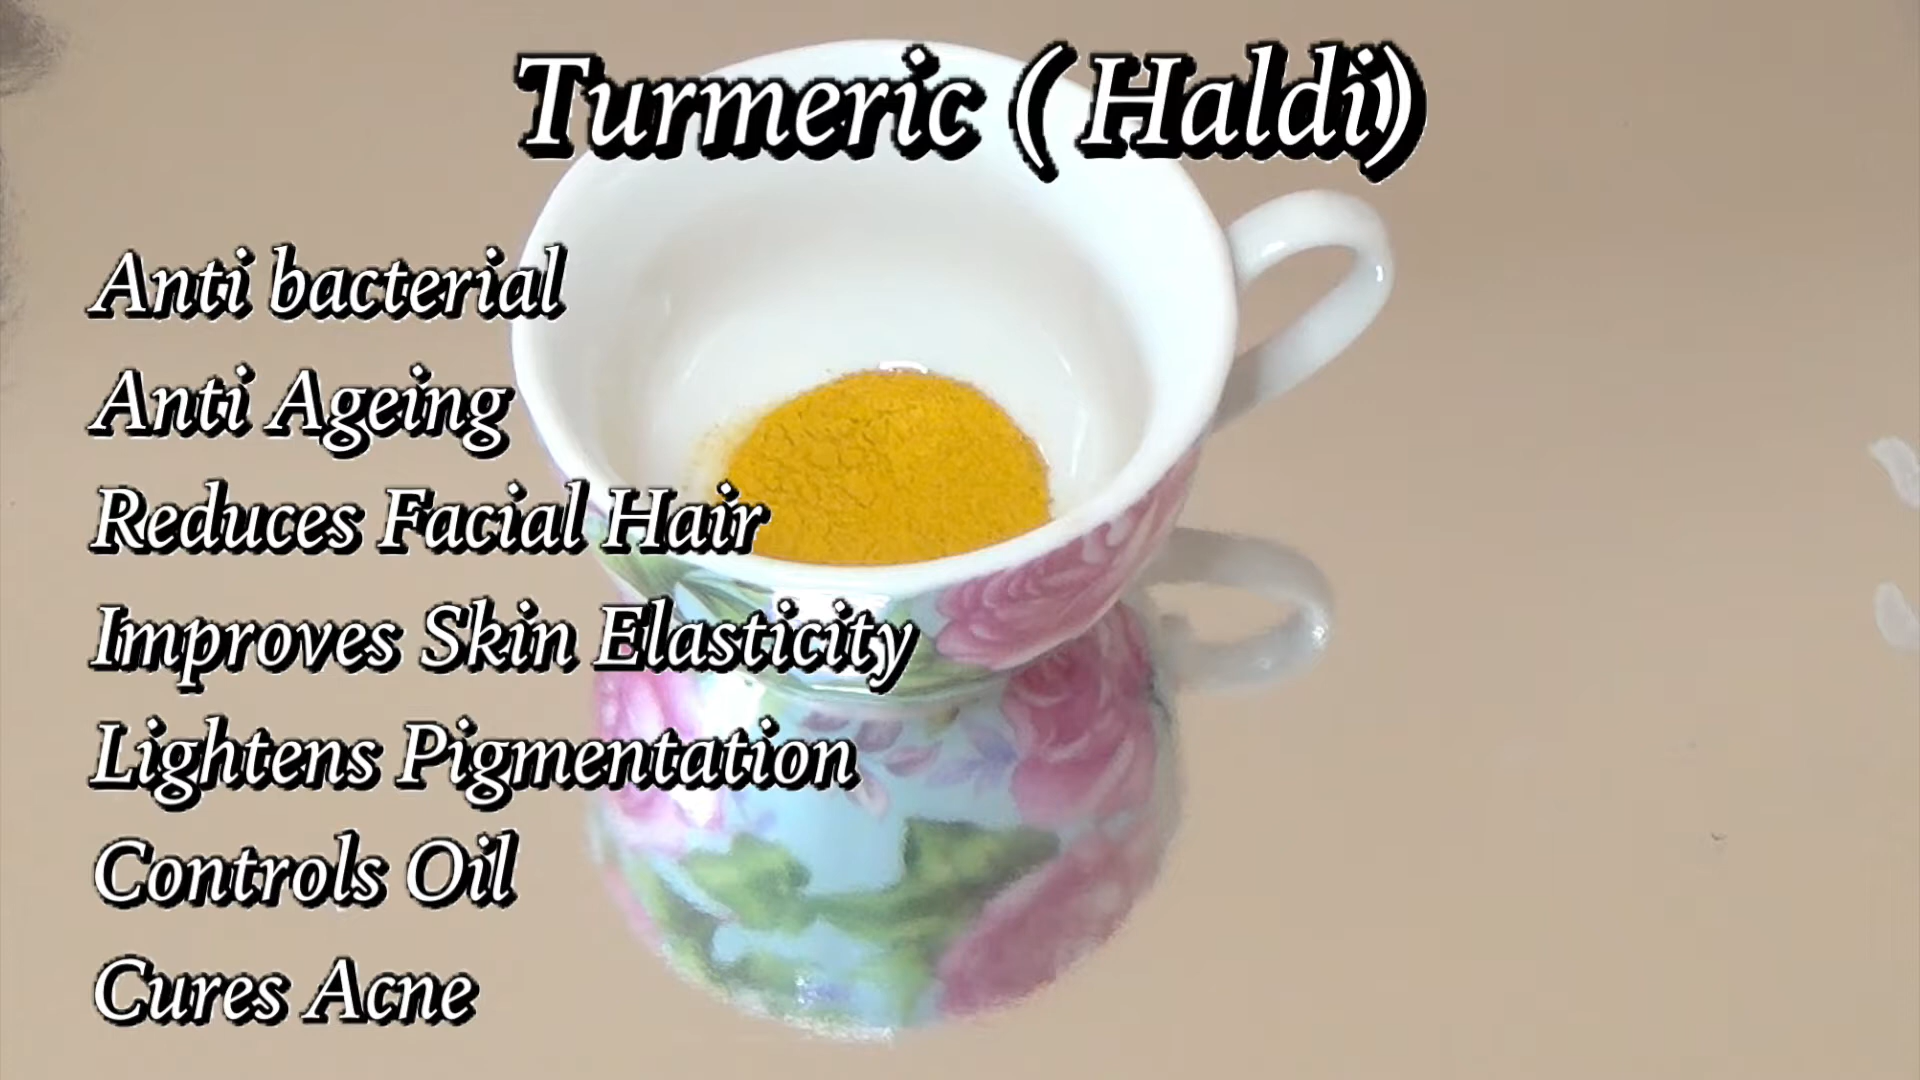 Turmeric ( Haldi)
Anti bacterial
Anti Ageing
Reduces Facial Hair
Improves Skin Elasticity
Lightens Pigmentation
Controls Oil
Cures Acne